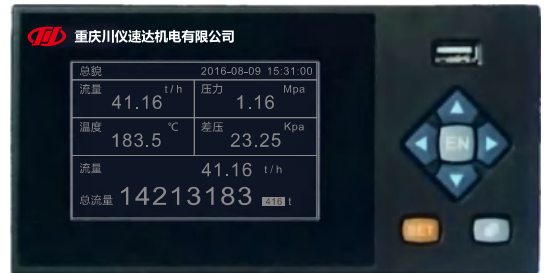 重庆川仪速达机电有限公司
总貌 2016-08-09 15:31:00
流量 t/h 压力 Mpa
41.16 1.16
温度 ℃ 差压 Kpa
183.5 23.25
流量 41.16 t/h
总流量 14213183 416 t
EN
SET